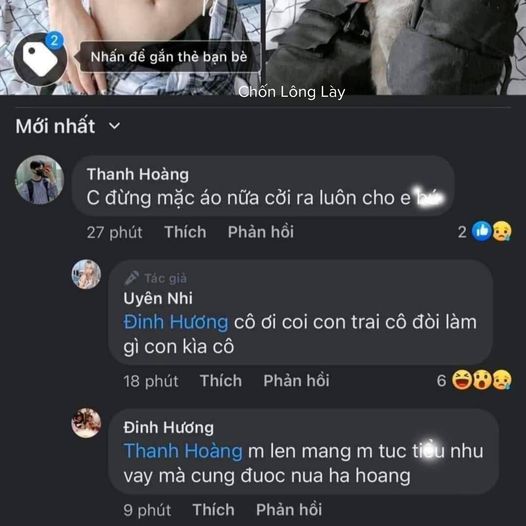 2
Nhấn để gắn thẻ bạn bè
Chốn Lông Lày
Mới nhất
Thanh Hoàng
C đừng mặc áo nữa cởi ra luôn cho e
27 phút Thích Phản hồi 2
Tác giả
Uyên Nhi
Đinh Hương cô ơi coi con trai cô đòi làm
gì con kìa cô
18 phút Thích Phản hồi 6
Đinh Hương
Thanh Hoàng m len mang m tuc tiểu nhu
vay mà cung đuoc nua ha hoang
9 phút Thích Phản hồi